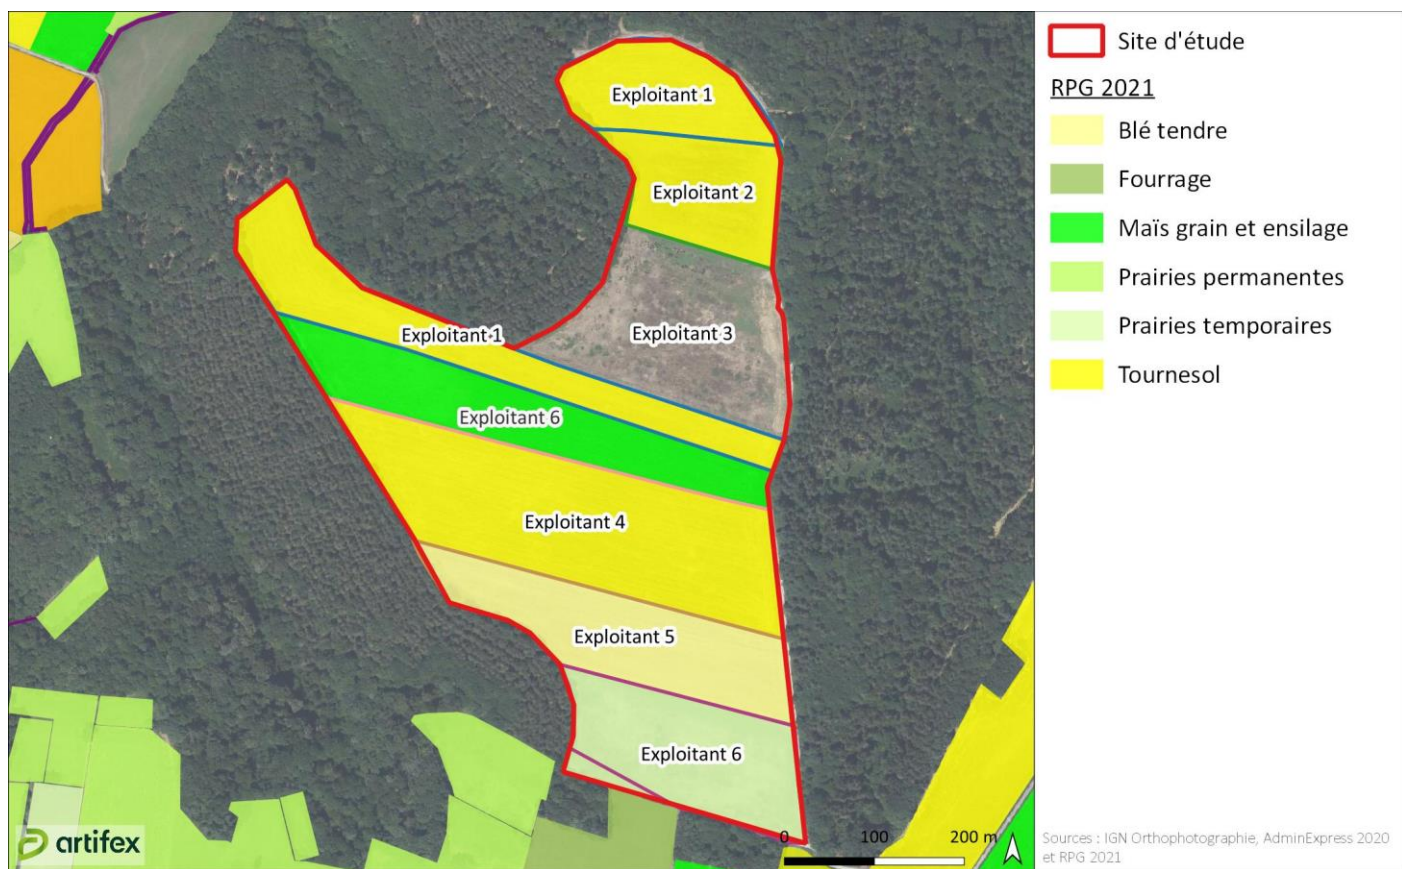 Exploitant 1
Exploitant 2
Exploitant 3
Exploitant 1
Exploitant 6
Exploitant 4
Exploitant 5
Exploitant 6
artifex
0 100 200 m
Site d'étude
RPG 2021
Blé tendre
Fourrage
Maïs grain et ensilage
Prairies permanentes
Prairies temporaires
Tournesol
Sources : IGN Orthophotographie, AdminExpress 2020
et RPG 2021